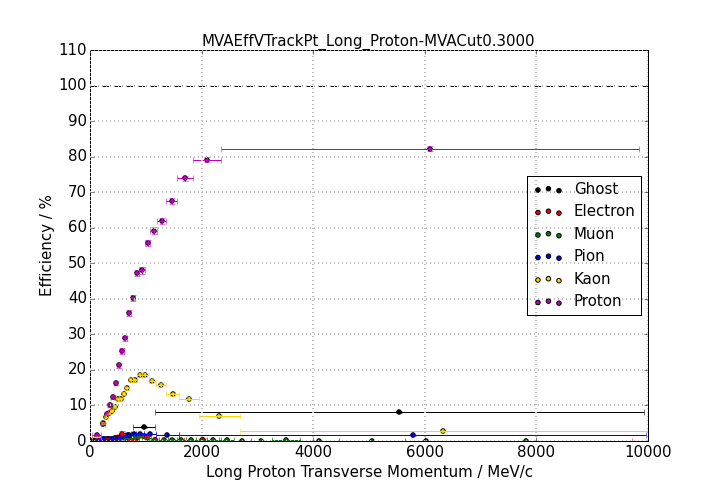 MVAEffVTrackPt_Long_Proton-MVACut0.3000
110
100
90
80
70
60
50
40
30
20
10
0
Efficiency / %
Ghost
Electron
Muon
Pion
Kaon
Proton
0 2000 4000 6000 8000 10000
Long Proton Transverse Momentum / MeV/c